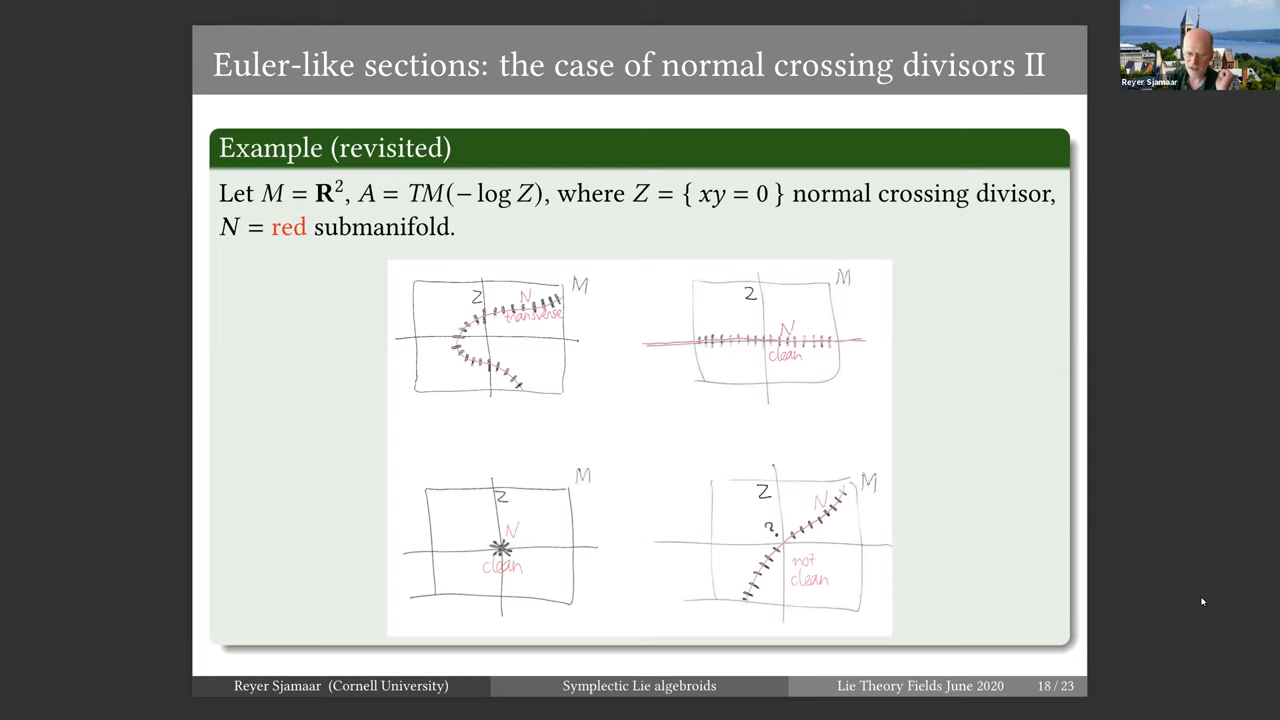 Euler-like sections: the case of normal crossing divisors II
Reyer Sjamaar
Example (revisited)
Let M = R², A = TM(− log Z), where Z = { xy = 0 } normal crossing divisor,
N = red submanifold.
M
Z
N
transverse
M
Z
N
clean
M
Z
N
clean
M
Z
N
?
not
clean
Reyer Sjamaar (Cornell University)
Symplectic Lie algebroids
Lie Theory Fields June 2020
18 / 23